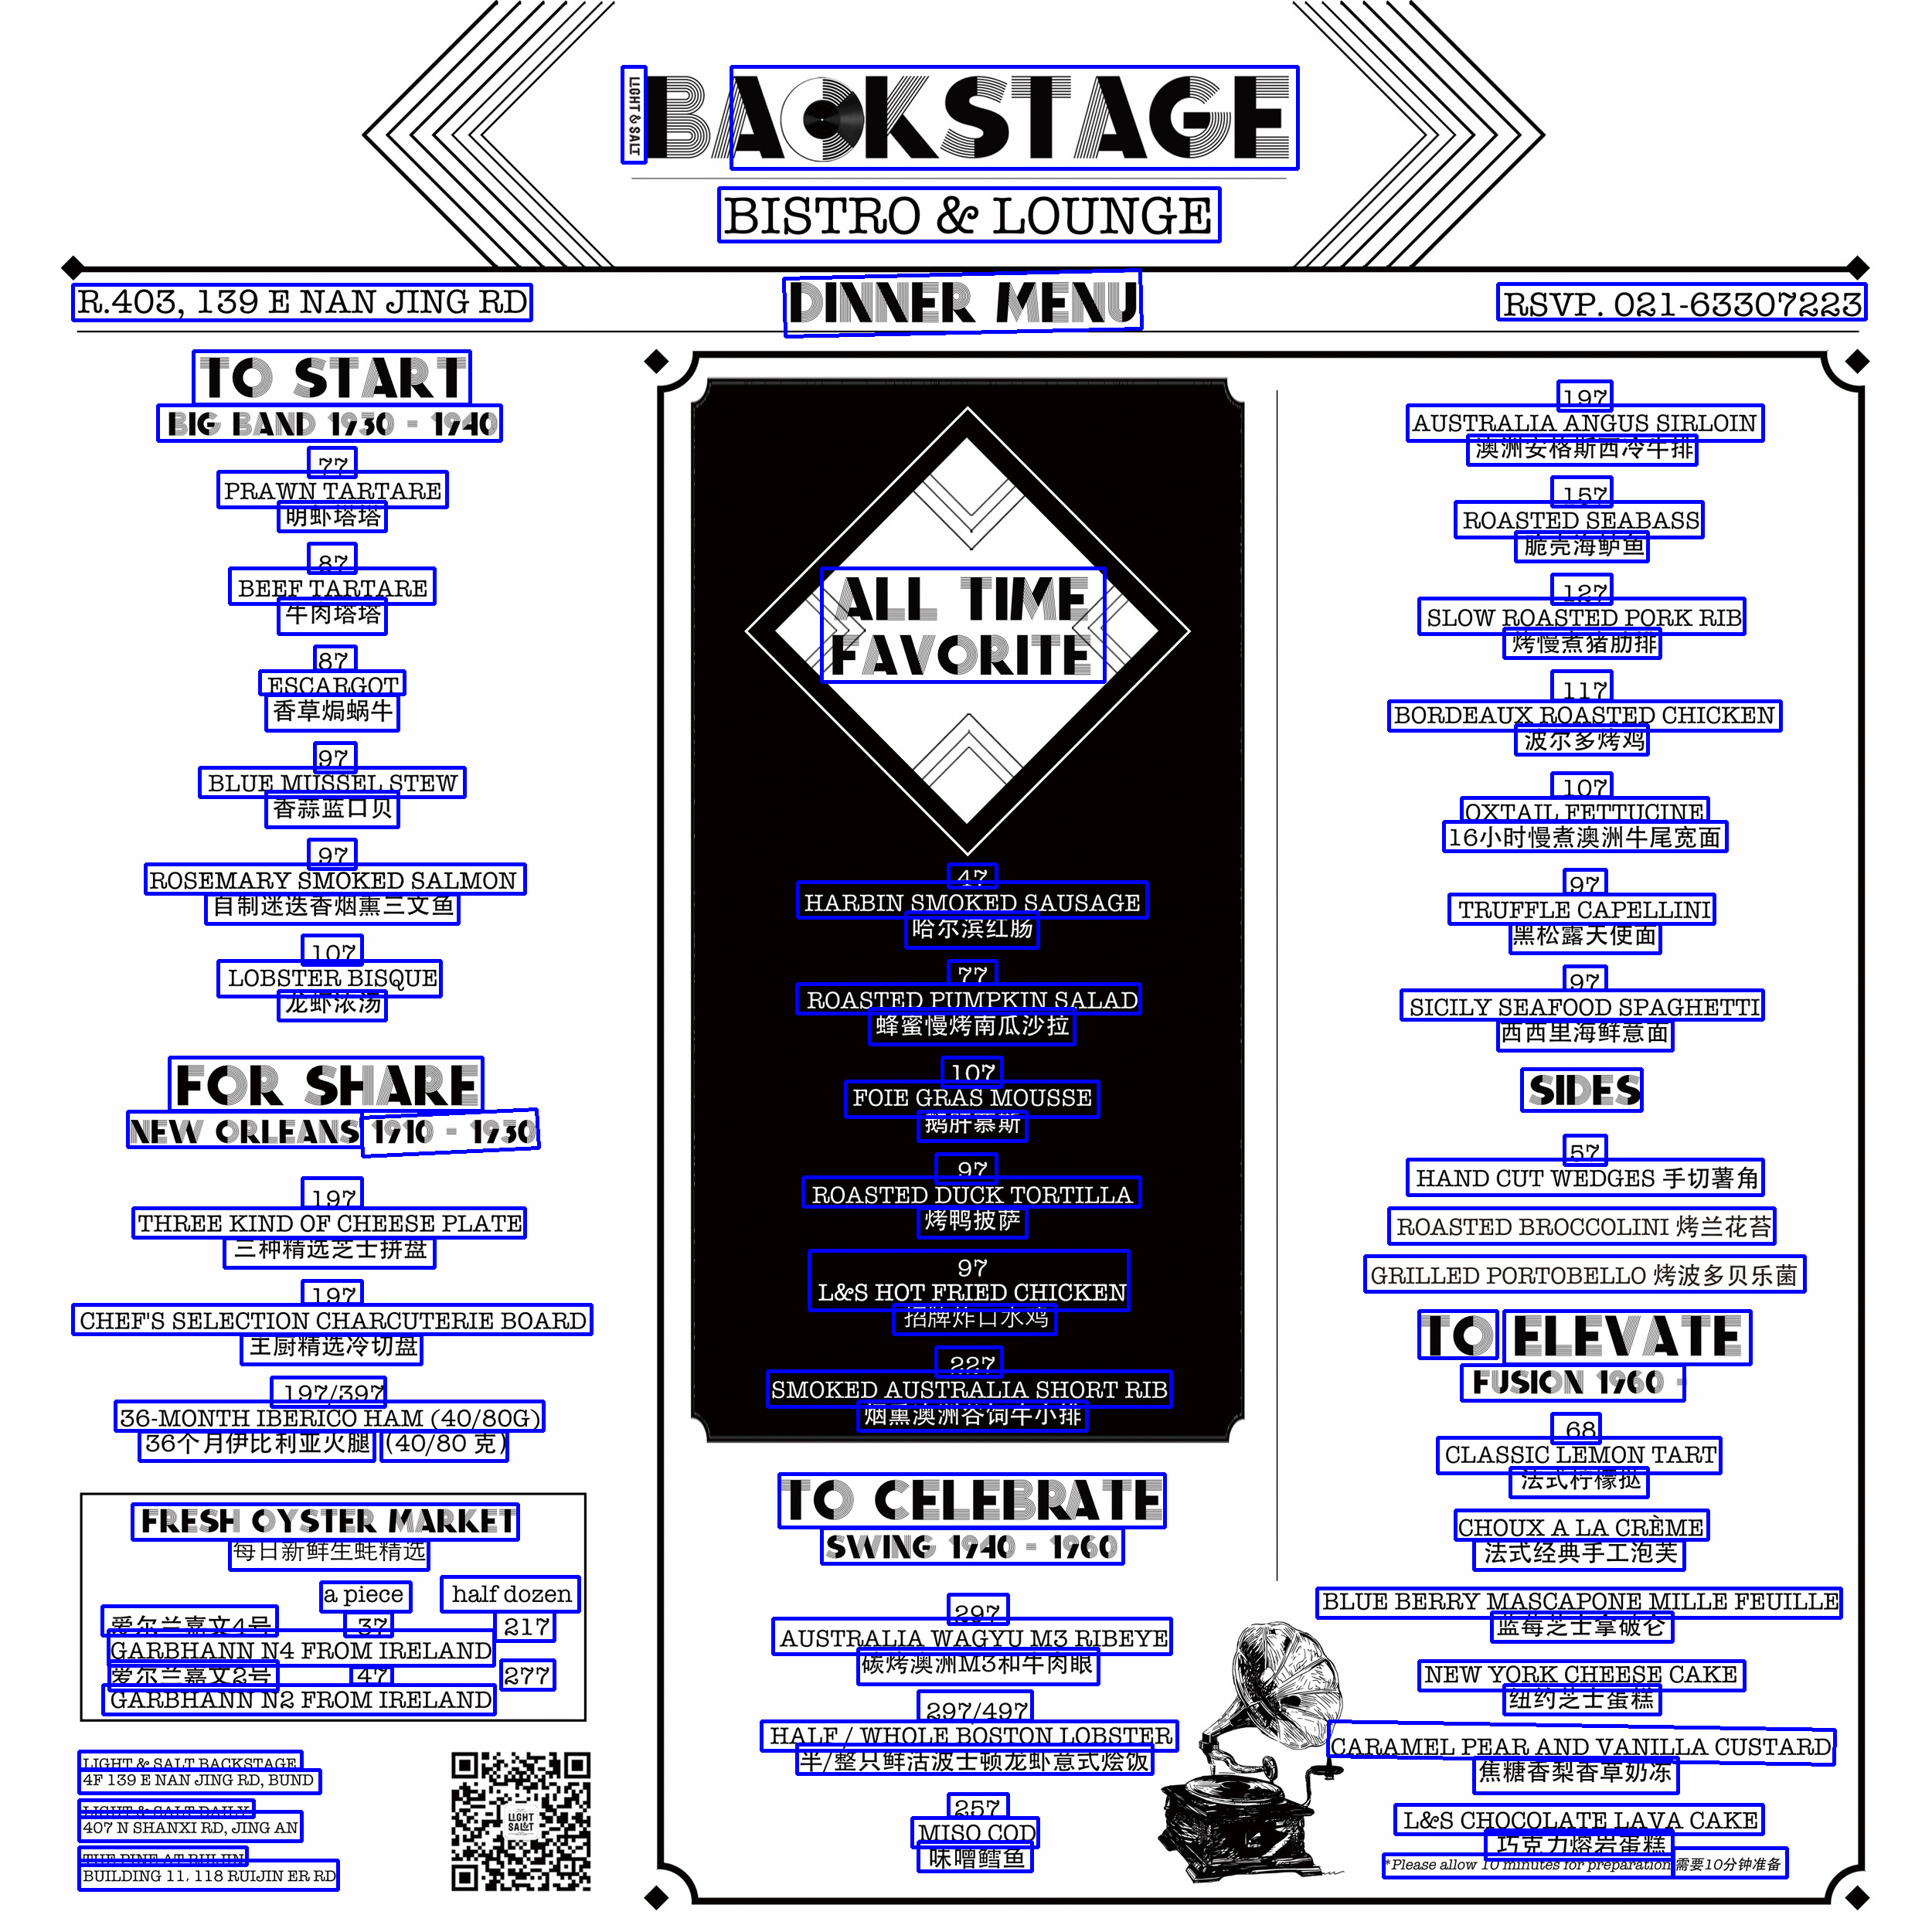 LIGHT & SALT
BACKSTAGE
BISTRO & LOUNGE
R.403, 139 E NAN JING RD
DINNER MENU
RSVP. 021-63307223
TO START
BIG BAND 1930 - 1940
77
PRAWN TARTARE
明虾塔塔
87
BEEF TARTARE
牛肉塔塔
87
ESCARGOT
香草焗蜗牛
97
BLUE MUSSEL STEW
香蒜蓝口贝
97
ROSEMARY SMOKED SALMON
自制迷迭香烟熏三文鱼
107
LOBSTER BISQUE
龙虾浓汤
FOR SHARE
NEW ORLEANS 1910 - 1930
197
THREE KIND OF CHEESE PLATE
三种精选芝士拼盘
197
CHEF'S SELECTION CHARCUTERIE BOARD
主厨精选冷切盘
197/397
36-MONTH IBERICO HAM (40/80G)
36个月伊比利亚火腿 (40/80 克)
FRESH OYSTER MARKET
每日新鲜生蚝精选
a piece half dozen
爱尔兰嘉文4号 37 217
GARBHANN N4 FROM IRELAND
爱尔兰嘉文2号 47 277
GARBHANN N2 FROM IRELAND
LIGHT & SALT BACKSTAGE
4F 139 E NAN JING RD, BUND
LIGHT & SALT DAILY
407 N SHANXI RD, JING AN
THE PINE AT RUIJIN
BUILDING 11, 118 RUIJIN ER RD
LIGHT
SALT
ALL TIME
FAVORITE
47
HARBIN SMOKED SAUSAGE
哈尔滨红肠
77
ROASTED PUMPKIN SALAD
蜂蜜慢烤南瓜沙拉
107
FOIE GRAS MOUSSE
鹅肝慕斯
97
ROASTED DUCK TORTILLA
烤鸭披萨
97
L&S HOT FRIED CHICKEN
招牌炸口水鸡
227
SMOKED AUSTRALIA SHORT RIB
烟熏澳洲谷饲牛小排
TO CELEBRATE
SWING 1940 - 1960
297
AUSTRALIA WAGYU M3 RIBEYE
碳烤澳洲M3和牛肉眼
297/497
HALF / WHOLE BOSTON LOBSTER
半/整只鲜活波士顿龙虾意式烩饭
257
MISO COD
味噌鳕鱼
197
AUSTRALIA ANGUS SIRLOIN
澳洲安格斯西冷牛排
157
ROASTED SEABASS
脆壳海鲈鱼
127
SLOW ROASTED PORK RIB
烤慢煮猪肋排
117
BORDEAUX ROASTED CHICKEN
波尔多烤鸡
107
OXTAIL FETTUCINE
16小时慢煮澳洲牛尾宽面
97
TRUFFLE CAPELLINI
黑松露天使面
97
SICILY SEAFOOD SPAGHETTI
西西里海鲜意面
SIDES
57
HAND CUT WEDGES 手切薯角
ROASTED BROCCOLINI 烤兰花苔
GRILLED PORTOBELLO 烤波多贝乐菌
TO ELEVATE
FUSION 1960 -
68
CLASSIC LEMON TART
法式柠檬挞
CHOUX A LA CRÈME
法式经典手工泡芙
BLUE BERRY MASCAPONE MILLE FEUILLE
蓝莓芝士拿破仑
NEW YORK CHEESE CAKE
纽约芝士蛋糕
CARAMEL PEAR AND VANILLA CUSTARD
焦糖香梨香草奶冻
L&S CHOCOLATE LAVA CAKE
巧克力熔岩蛋糕
*Please allow 10 minutes for preparation需要10分钟准备